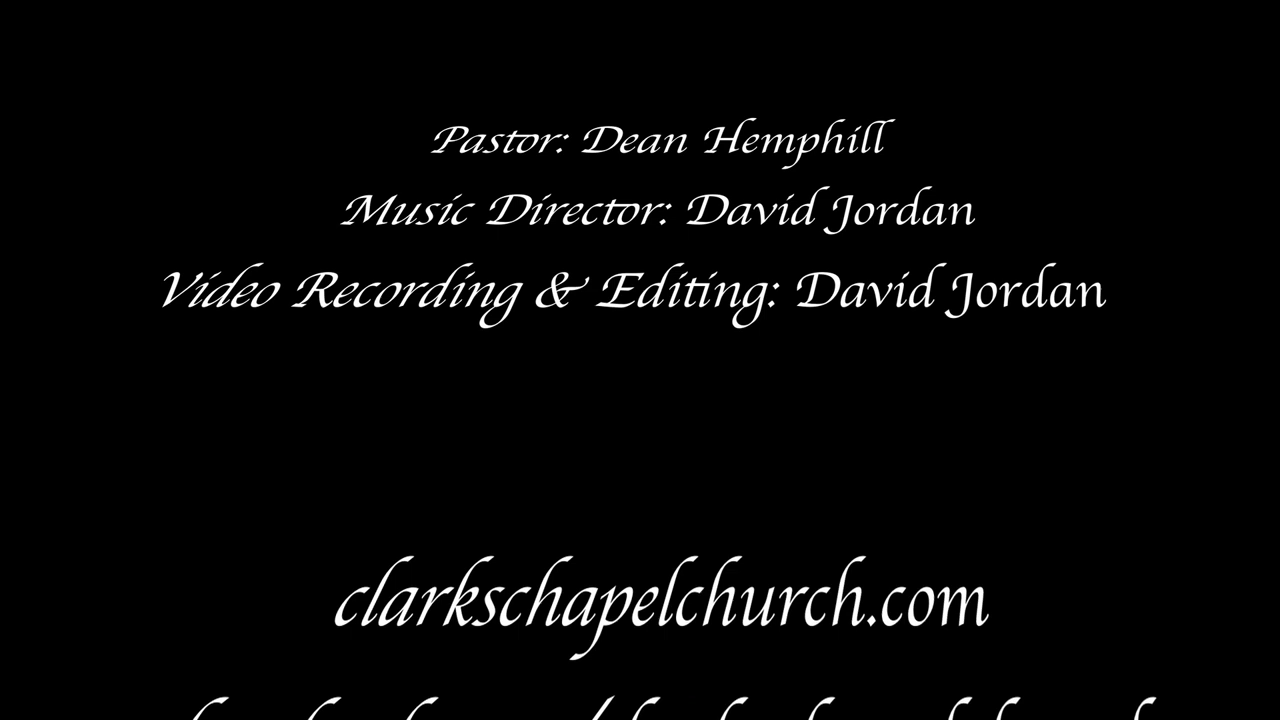 Pastor: Dean Hemphill
Music Director: David Jordan
Video Recording & Editing: David Jordan
clarkschapelchurch.com